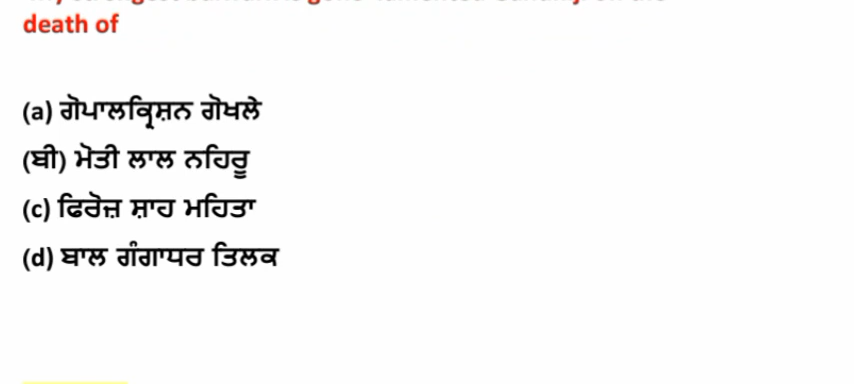 death of
(a) ਗੋਪਾਲਕ੍ਰਿਸ਼ਨ ਗੋਖਲੇ
(ਬੀ) ਮੋਤੀ ਲਾਲ ਨਹਿਰੂ
(c) ਫਿਰੋਜ਼ ਸ਼ਾਹ ਮਹਿਤਾ
(d) ਬਾਲ ਗੰਗਾਧਰ ਤਿਲਕ